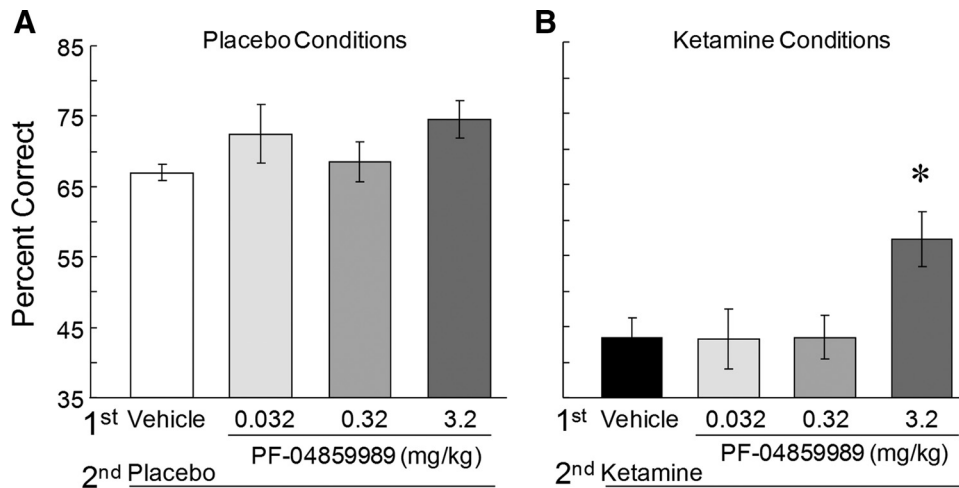 A
Placebo Conditions
Percent Correct
85
75
65
55
45
35
1st Vehicle 0.032 0.32 3.2
PF-04859989 (mg/kg)
2nd Placebo
B
Ketamine Conditions
*
1st Vehicle 0.032 0.32 3.2
PF-04859989 (mg/kg)
2nd Ketamine